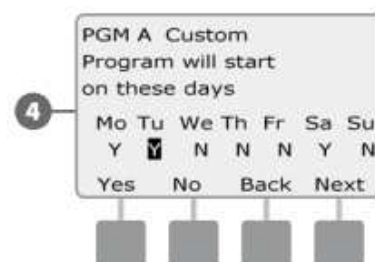 PGM A Custom
Program will start
on these days
4
Mo Tu We Th Fr Sa Su
Y Y N N N Y N
Yes No Back Next